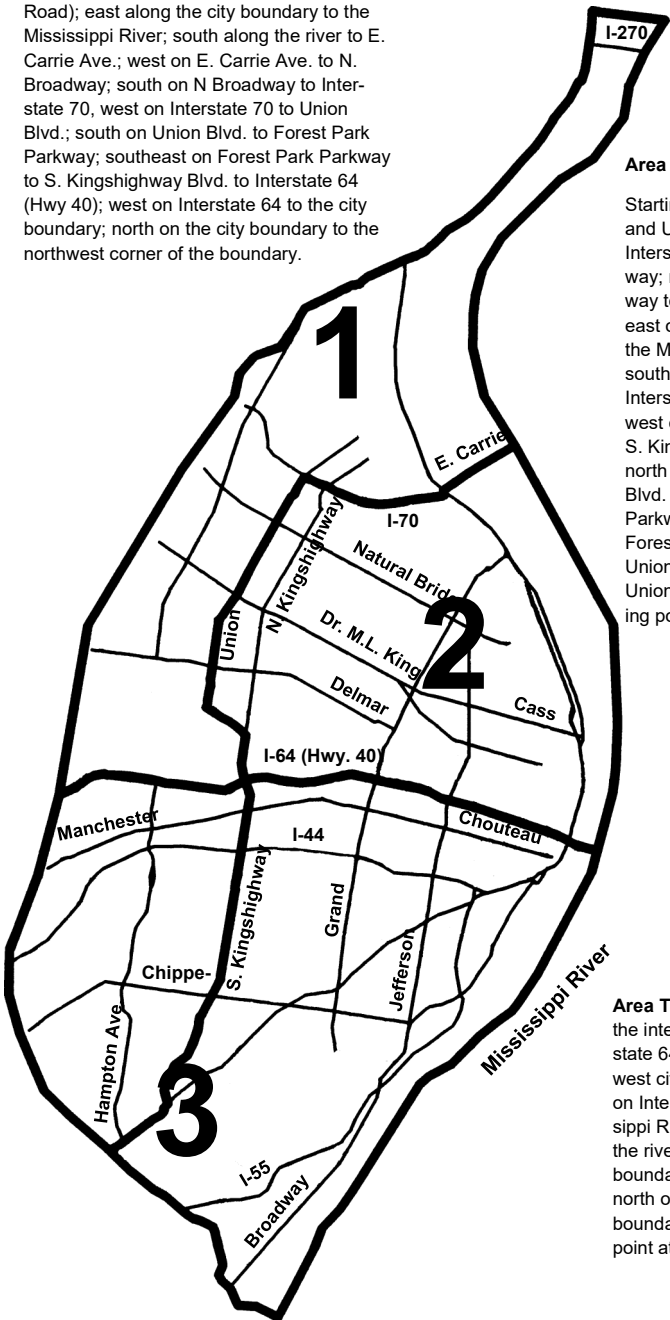 Road); east along the city boundary to the
Mississippi River; south along the river to E.
Carrie Ave.; west on E. Carrie Ave. to N.
Broadway; south on N Broadway to Inter-
state 70, west on Interstate 70 to Union
Blvd.; south on Union Blvd. to Forest Park
Parkway; southeast on Forest Park Parkway
to S. Kingshighway Blvd. to Interstate 64
(Hwy 40); west on Interstate 64 to the city
boundary; north on the city boundary to the
northwest corner of the boundary.
I-270
Area
Startin
and U
Inters
way; 
way to
east o
the M
south
Inters
west o
S. Kin
north
Blvd.
Parkw
Fores
Union
Union
ing po
1
E. Carrie
I-70
N. Kingshighway
Natural Brid
Union
Dr. M.L. King
2
Delmar
Cass
I-64 (Hwy. 40)
Manchester
Chouteau
I-44
S. Kingshighway
Grand
Jefferson
Chippe-
Mississippi River
Hampton Ave
3
I-55
Broadway
Area T
the inte
state 64
west ci
on Inte
sippi R
the rive
bounda
north o
bounda
point at